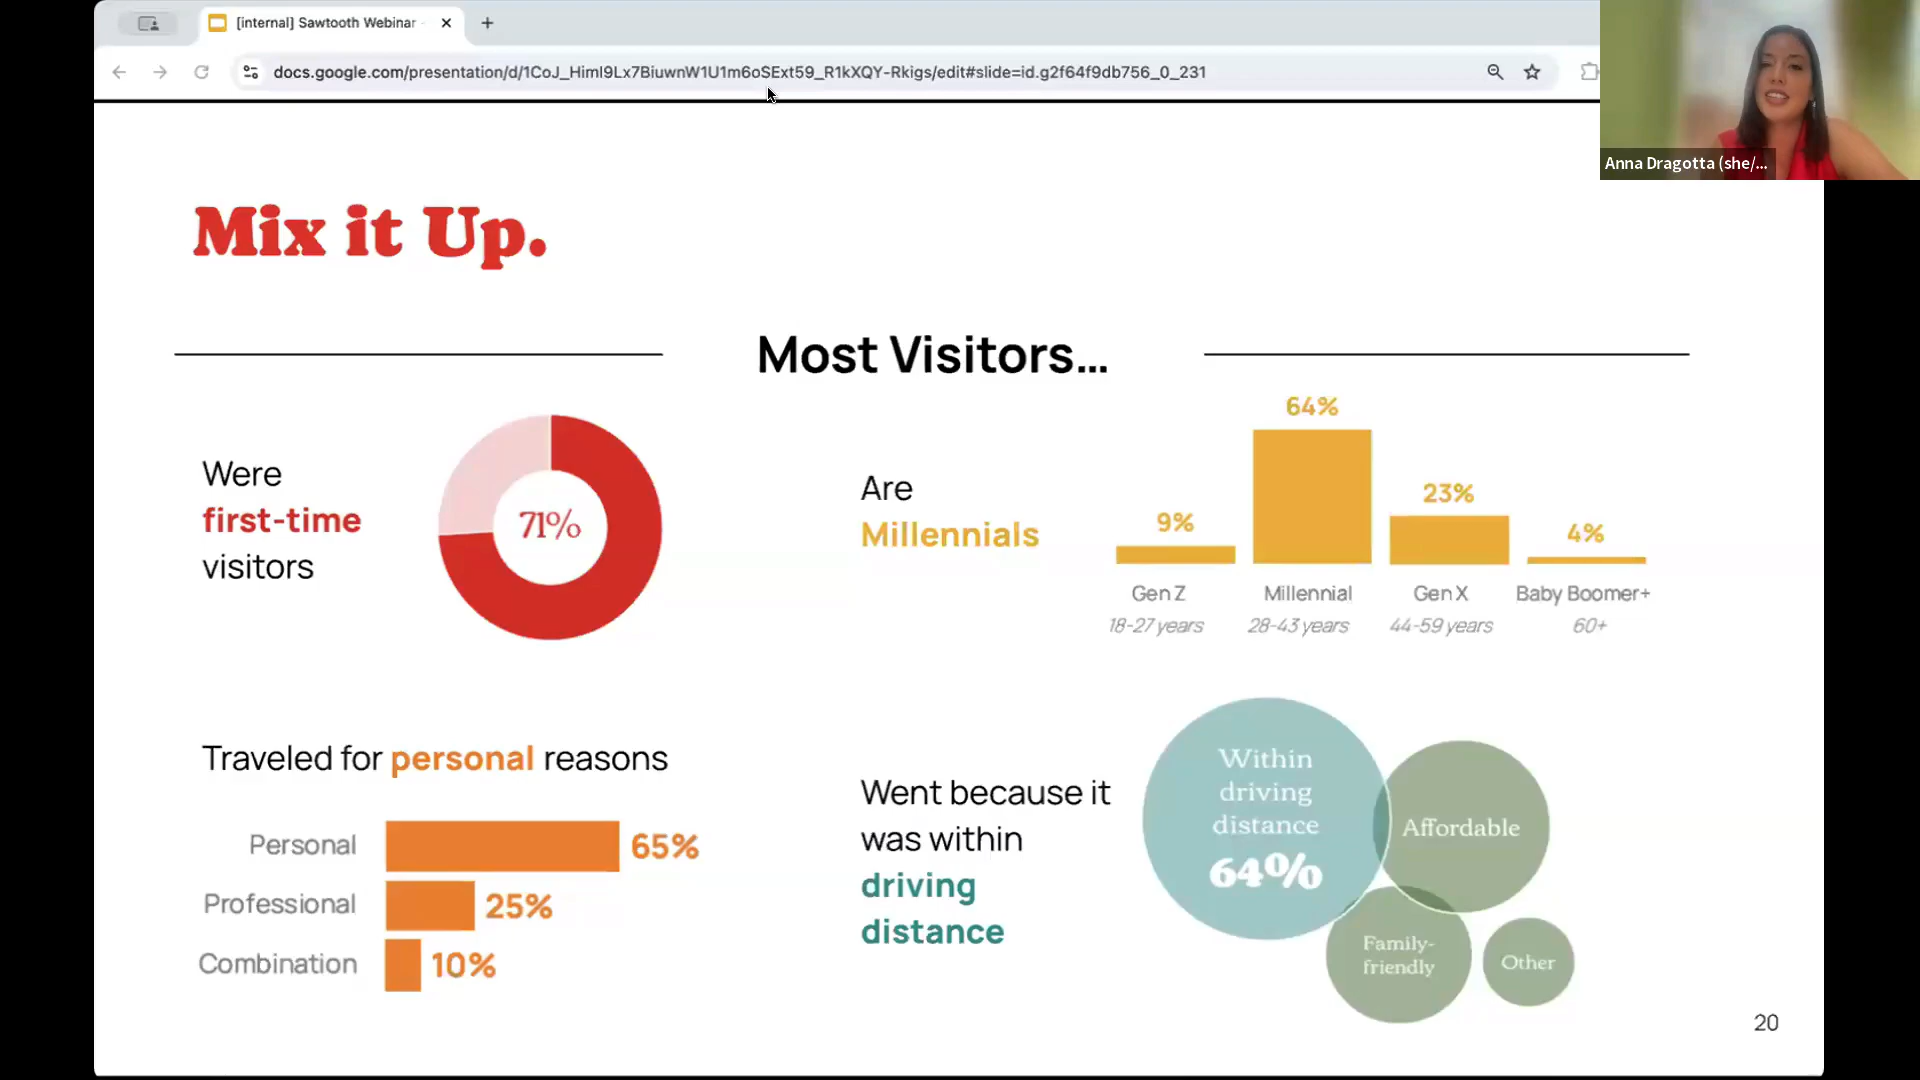 [internal] Sawtooth Webinar
docs.google.com/presentation/d/1CoJ_HimI9Lx7BiuwnW1U1m6oSExt59_R1kXQY-Rkigs/edit#slide=id.g2f64f9db756_0_231
Anna Dragotta (she/...
Mix it Up.
Most Visitors...
Were
first-time
visitors
71%
Are
Millennials
9%
64%
23%
4%
Gen Z
Millennial
Gen X
Baby Boomer+
18-27 years
28-43 years
44-59 years
60+
Traveled for personal reasons
Personal 65%
Professional 25%
Combination 10%
Went because it
was within
driving
distance
Within
driving
distance
64%
Affordable
Family-
friendly
Other
20